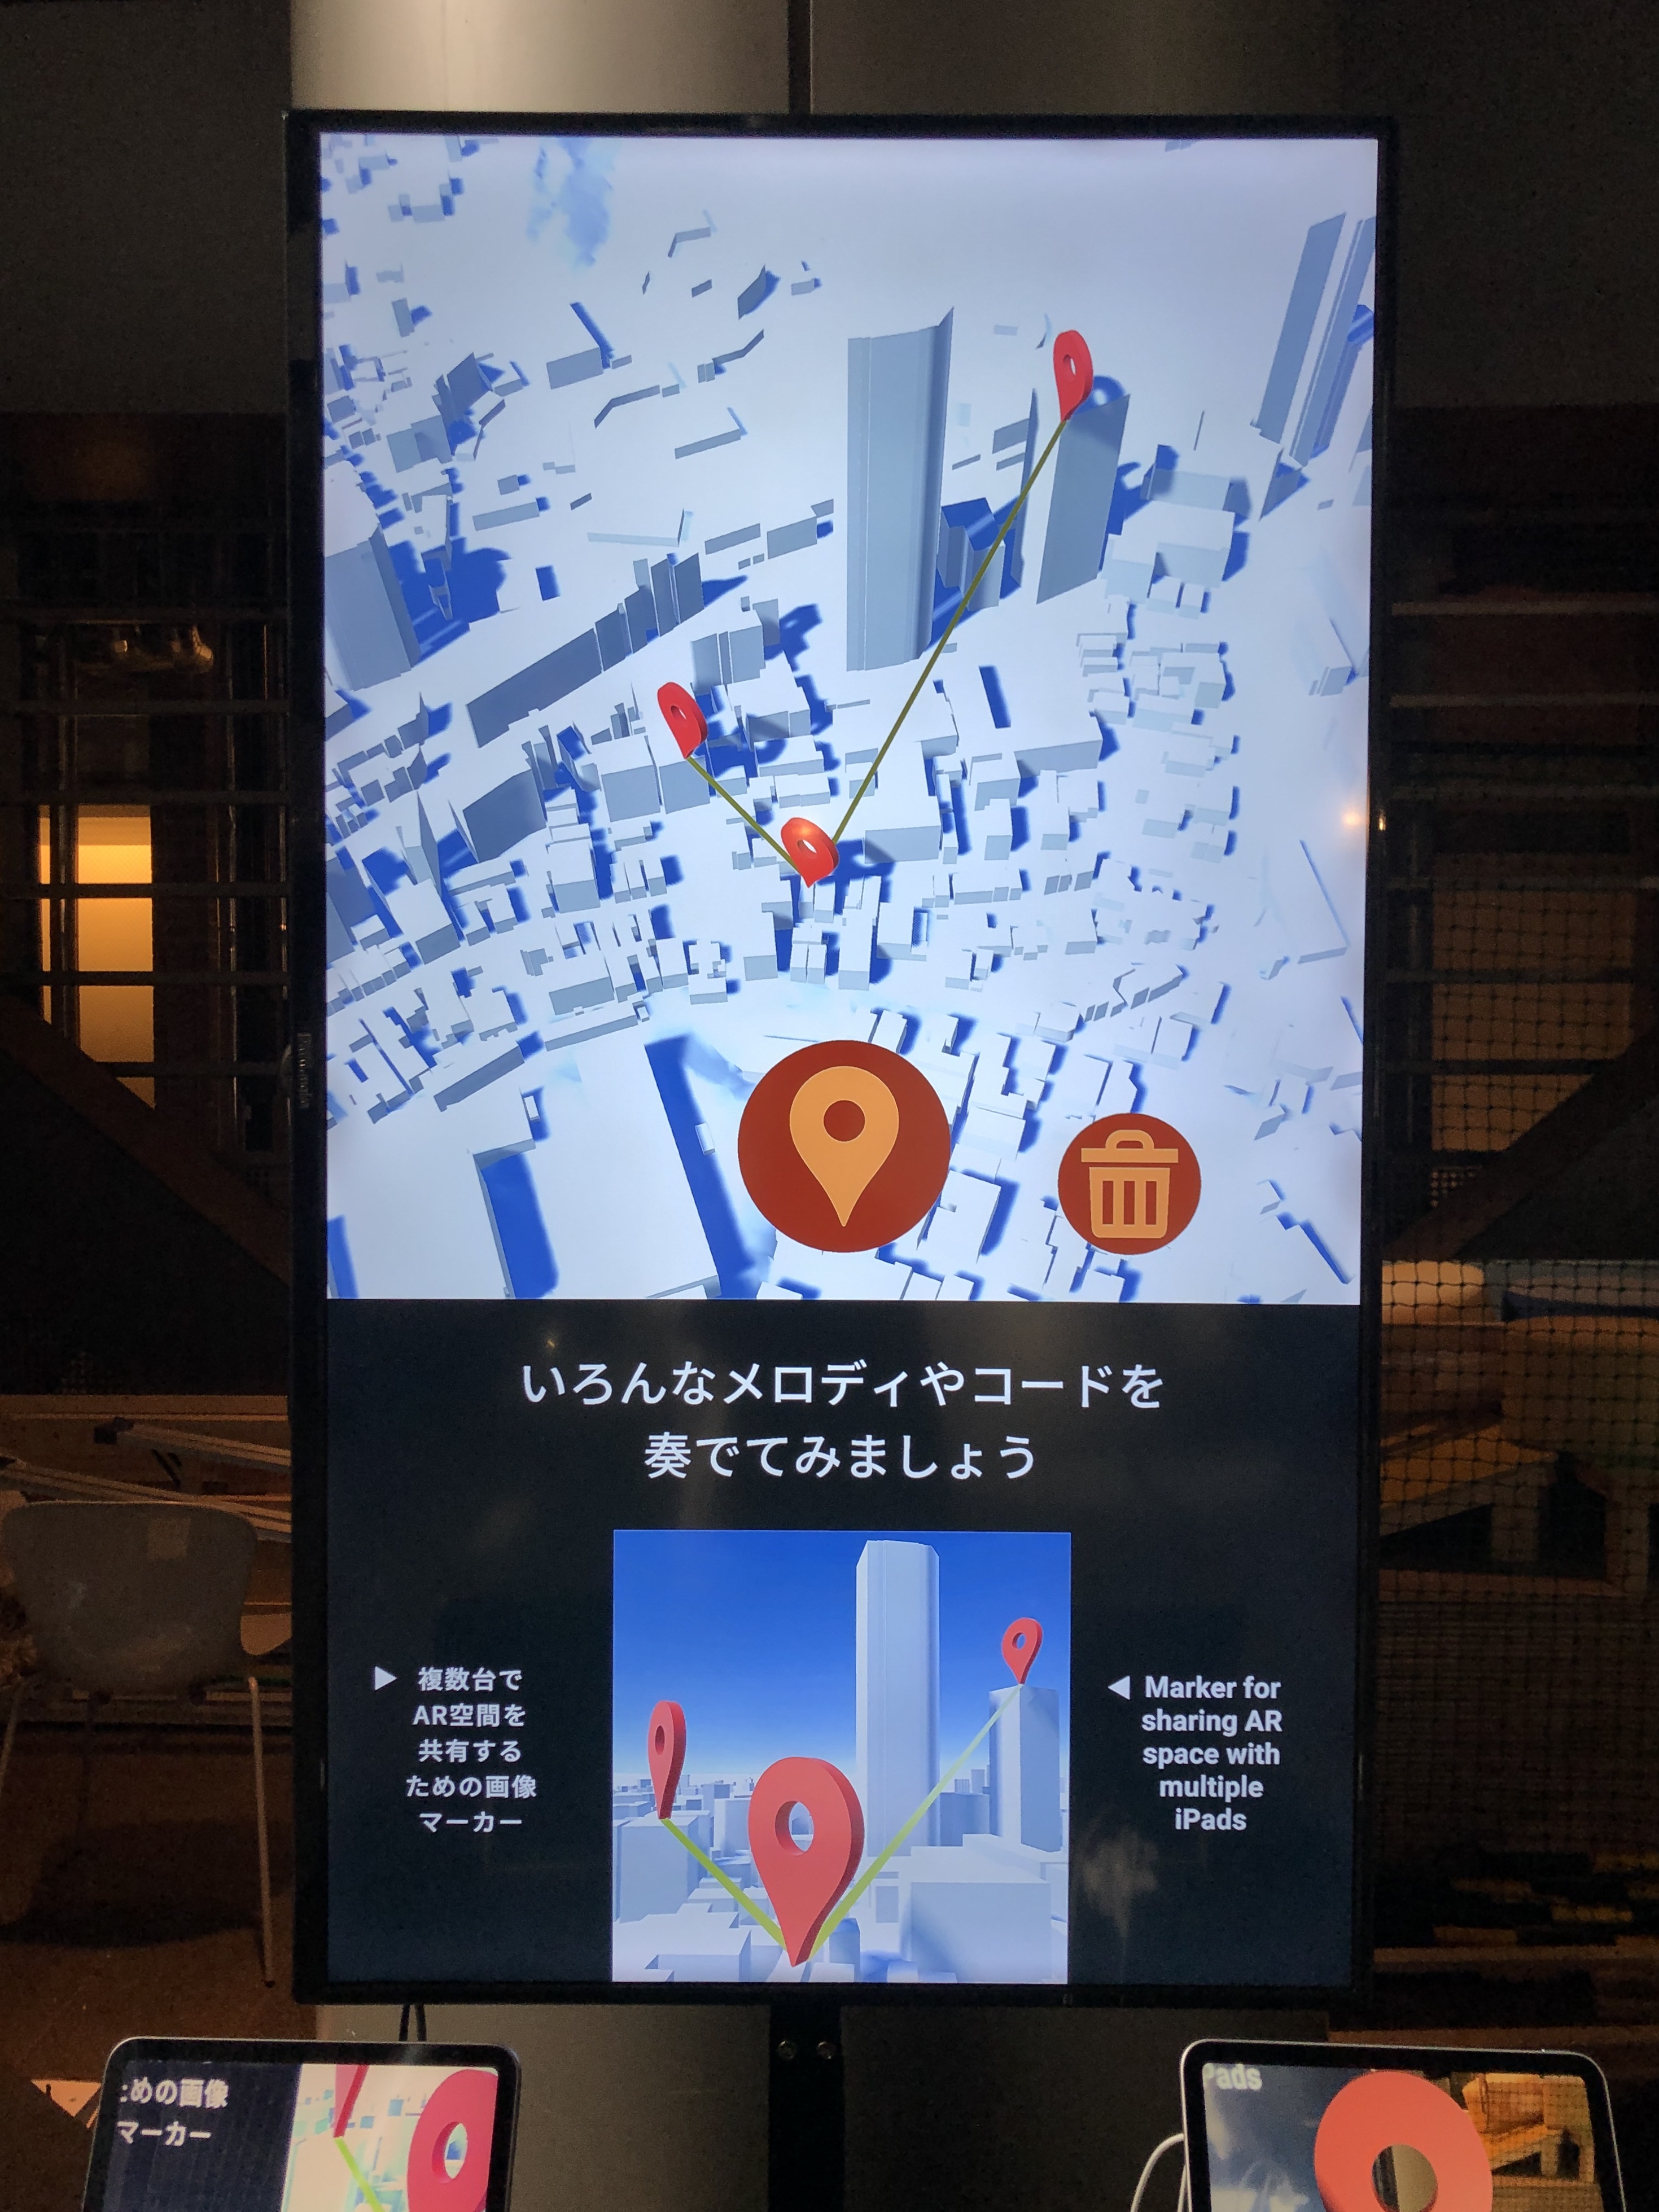 いろんなメロディやコードを
奏でてみましょう
▶ 複数台で
AR空間を
共有する
ための画像
マーカー
◀ Marker for
sharing AR
space with
multiple
iPads
ための画像
マーカー
Pads